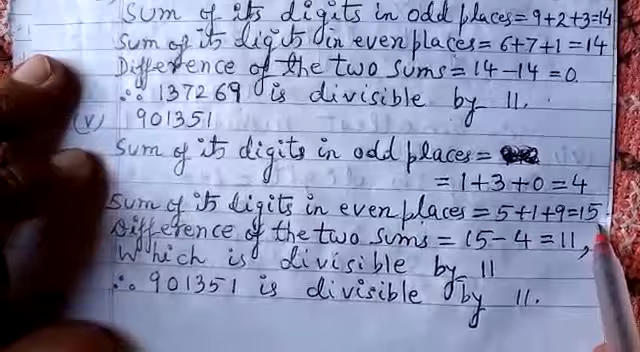 Sum of its digits in odd places=9+2+3=14
Sum of its digits in even places=6+7+1=14
Difference of the two sums=14-14=0.
∴ 137269 is divisible by 11.
(v) 901351
Sum of its digits in odd places=
=1+3+0=4
Sum of its digits in even places=5+1+9=15
Difference of the two sums=15-4=11,
Which is divisible by 11
∴ 901351 is divisible by 11.